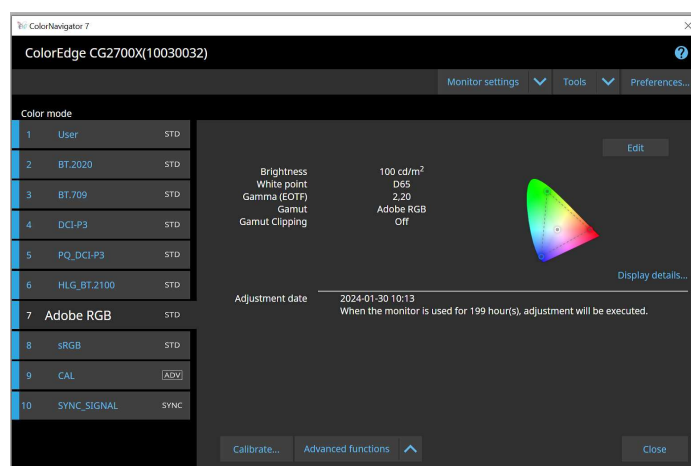 ColorNavigator 7
ColorEdge CG2700X(10030032)
Monitor settings Tools Preferences...
Color mode
1 User STD
2 BT.2020 STD
3 BT.709 STD
4 DCI-P3 STD
5 PQ_DCI-P3 STD
6 HLG_BT.2100 STD
7 Adobe RGB STD
8 sRGB STD
9 CAL ADV
10 SYNC_SIGNAL SYNC
Edit
Brightness 100 cd/m²
White point D65
Gamma (EOTF) 2,20
Gamut Adobe RGB
Gamut Clipping Off
Display details...
Adjustment date 2024-01-30 10:13
When the monitor is used for 199 hour(s), adjustment will be executed.
Calibrate... Advanced functions Close